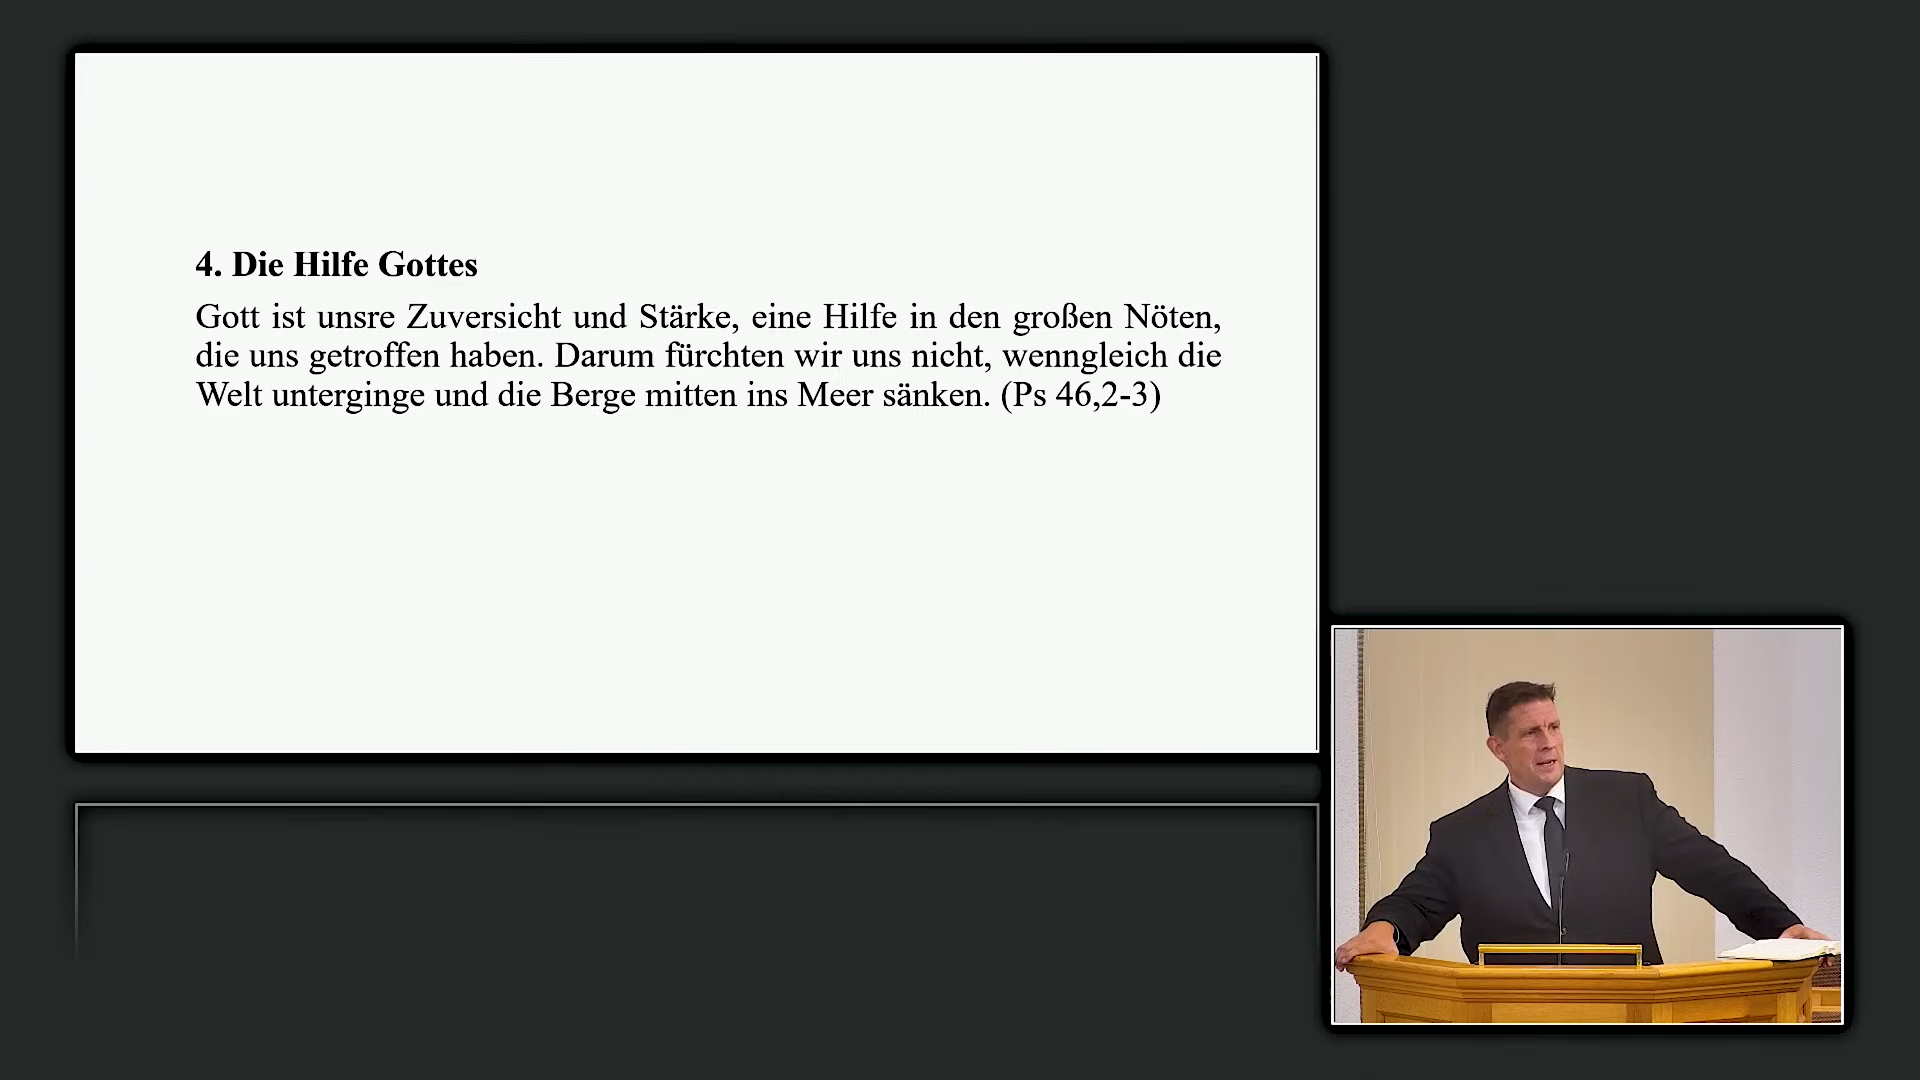 4. Die Hilfe Gottes
Gott ist unsre Zuversicht und Stärke, eine Hilfe in den großen Nöten,
die uns getroffen haben. Darum fürchten wir uns nicht, wenngleich die
Welt unterginge und die Berge mitten ins Meer sänken. (Ps 46,2-3)